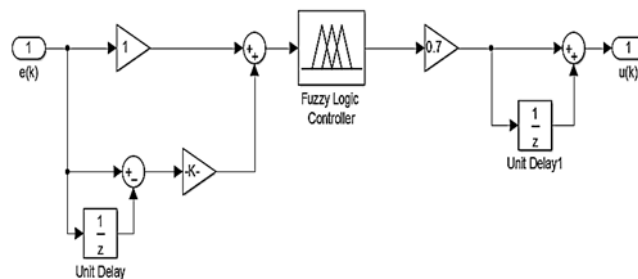 1
e(k)
1
+
+
Fuzzy Logic
Controller
0.7
+
+
1
u(k)
1
z
Unit Delay1
+
−
-K-
1
z
Unit Delay